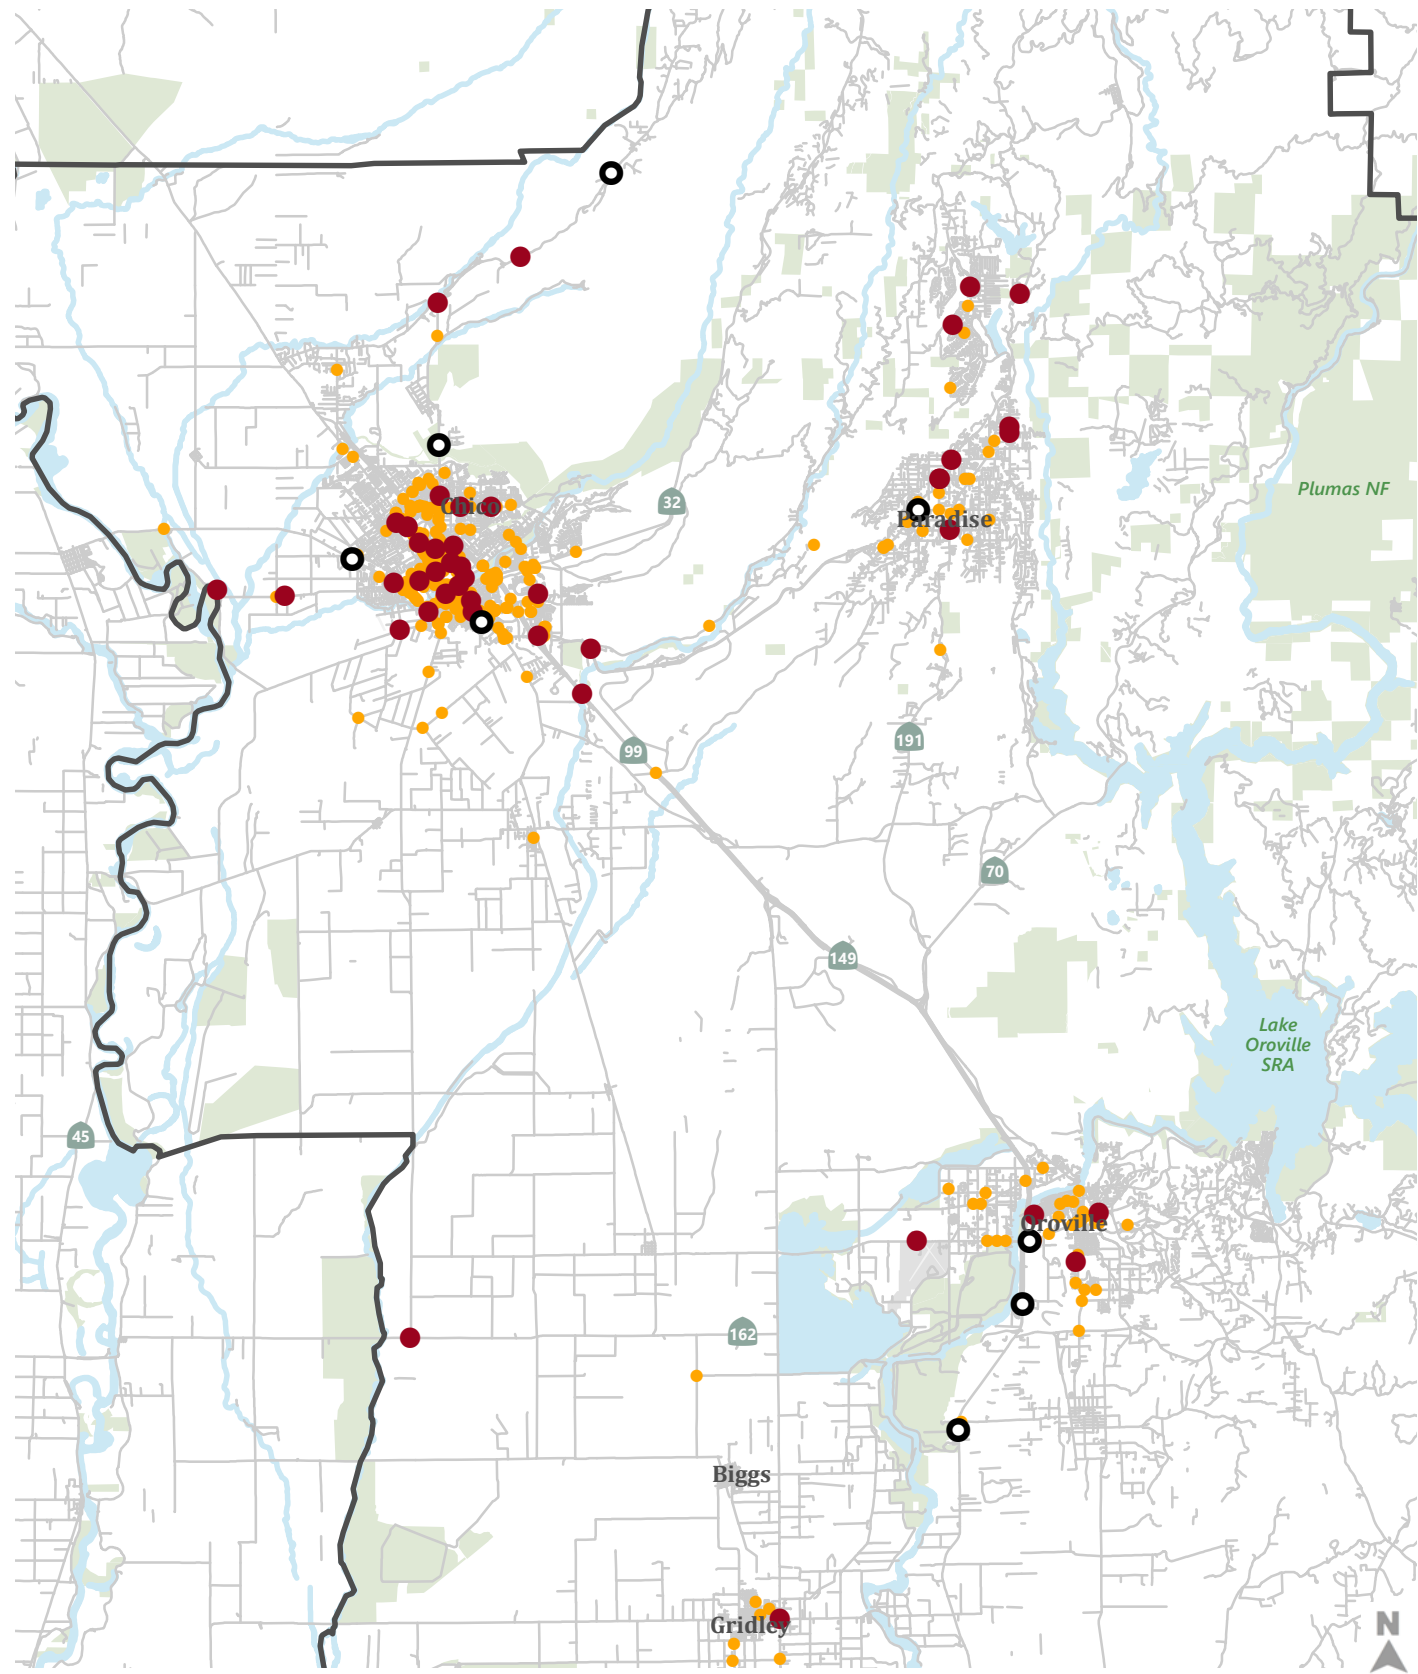 Plumas NF
32
Chico
Paradise
191
99
70
149
Lake
Oroville
SRA
45
Oroville
162
Biggs
Gridley
N